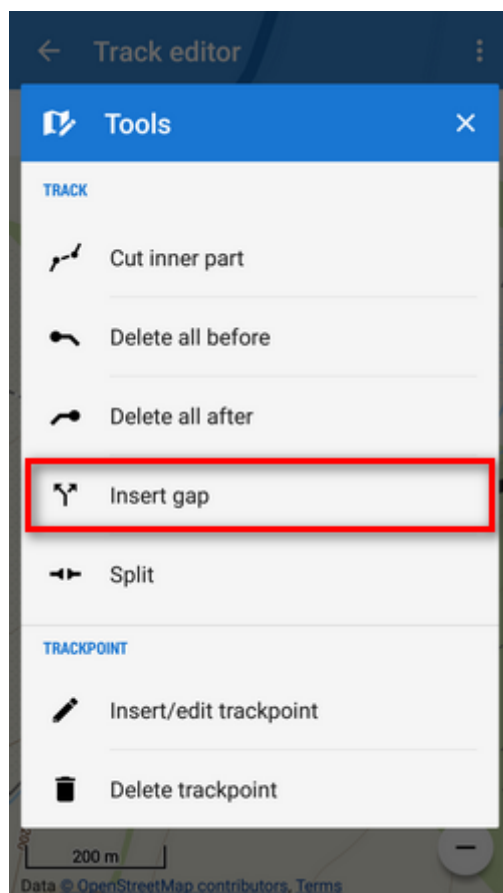 Track editor
Tools
TRACK
Cut inner part
Delete all before
Delete all after
Insert gap
Split
TRACKPOINT
Insert/edit trackpoint
Delete trackpoint
200
200 m
Data © OpenStreetMap contributors, Terms